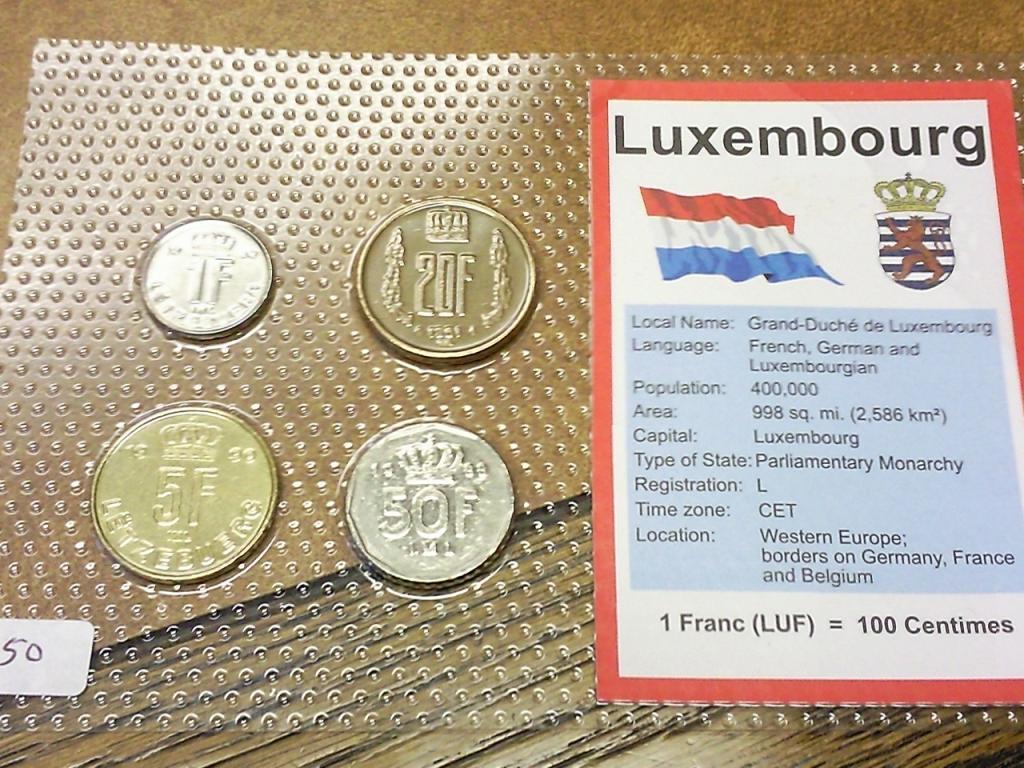 1F
20F
1981
5F
LËTZEBUERG
50F
50
Luxembourg
Local Name: Grand-Duché de Luxembourg
Language: French, German and
Luxembourgian
Population: 400,000
Area: 998 sq. mi. (2,586 km²)
Capital: Luxembourg
Type of State: Parliamentary Monarchy
Registration: L
Time zone: CET
Location: Western Europe;
borders on Germany, France
and Belgium
1 Franc (LUF) = 100 Centimes